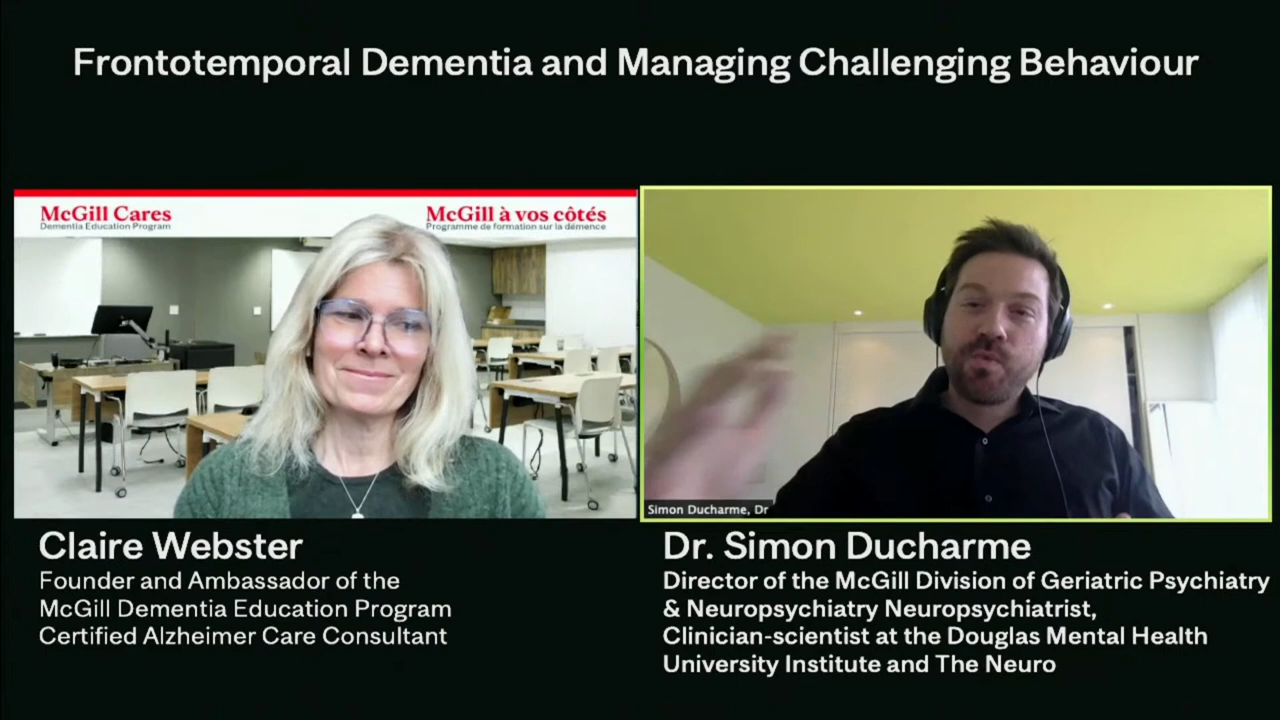 Frontotemporal Dementia and Managing Challenging Behaviour
McGill Cares
Dementia Education Program
McGill à vos côtés
Programme de formation sur la démence
Simon Ducharme, Dr
Claire Webster
Founder and Ambassador of the
McGill Dementia Education Program
Certified Alzheimer Care Consultant
Dr. Simon Ducharme
Director of the McGill Division of Geriatric Psychiatry
& Neuropsychiatry Neuropsychiatrist,
Clinician-scientist at the Douglas Mental Health
University Institute and The Neuro